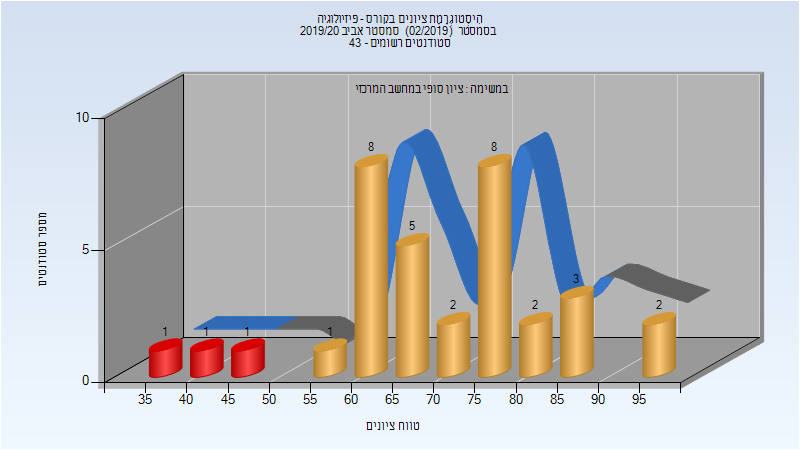 היסטוגרמת ציונים בקורס - פיזיולוגיה
בסמסטר (02/2019) סמסטר אביב 2019/20
סטודנטים רשומים - 43
במשימה : ציון סופי במחשב המרכזי
מספר סטודנטים
10
5
0
1
1
1
1
8
5
2
8
2
3
2
35 40 45 50 55 60 65 70 75 80 85 90 95
טווח ציונים